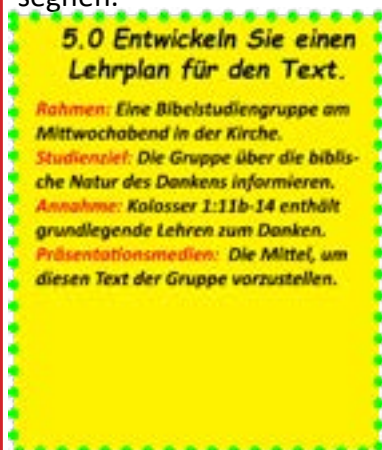 segnen.
5.0 Entwickeln Sie einen
Lehrplan für den Text.
Rahmen: Eine Bibelstudiengruppe am
Mittwochabend in der Kirche.
Studienziel: Die Gruppe über die biblis-
che Natur des Dankens informieren.
Annahme: Kolosser 1:11b-14 enthält
grundlegende Lehren zum Danken.
Präsentationsmedien: Die Mittel, um
diesen Text der Gruppe vorzustellen.